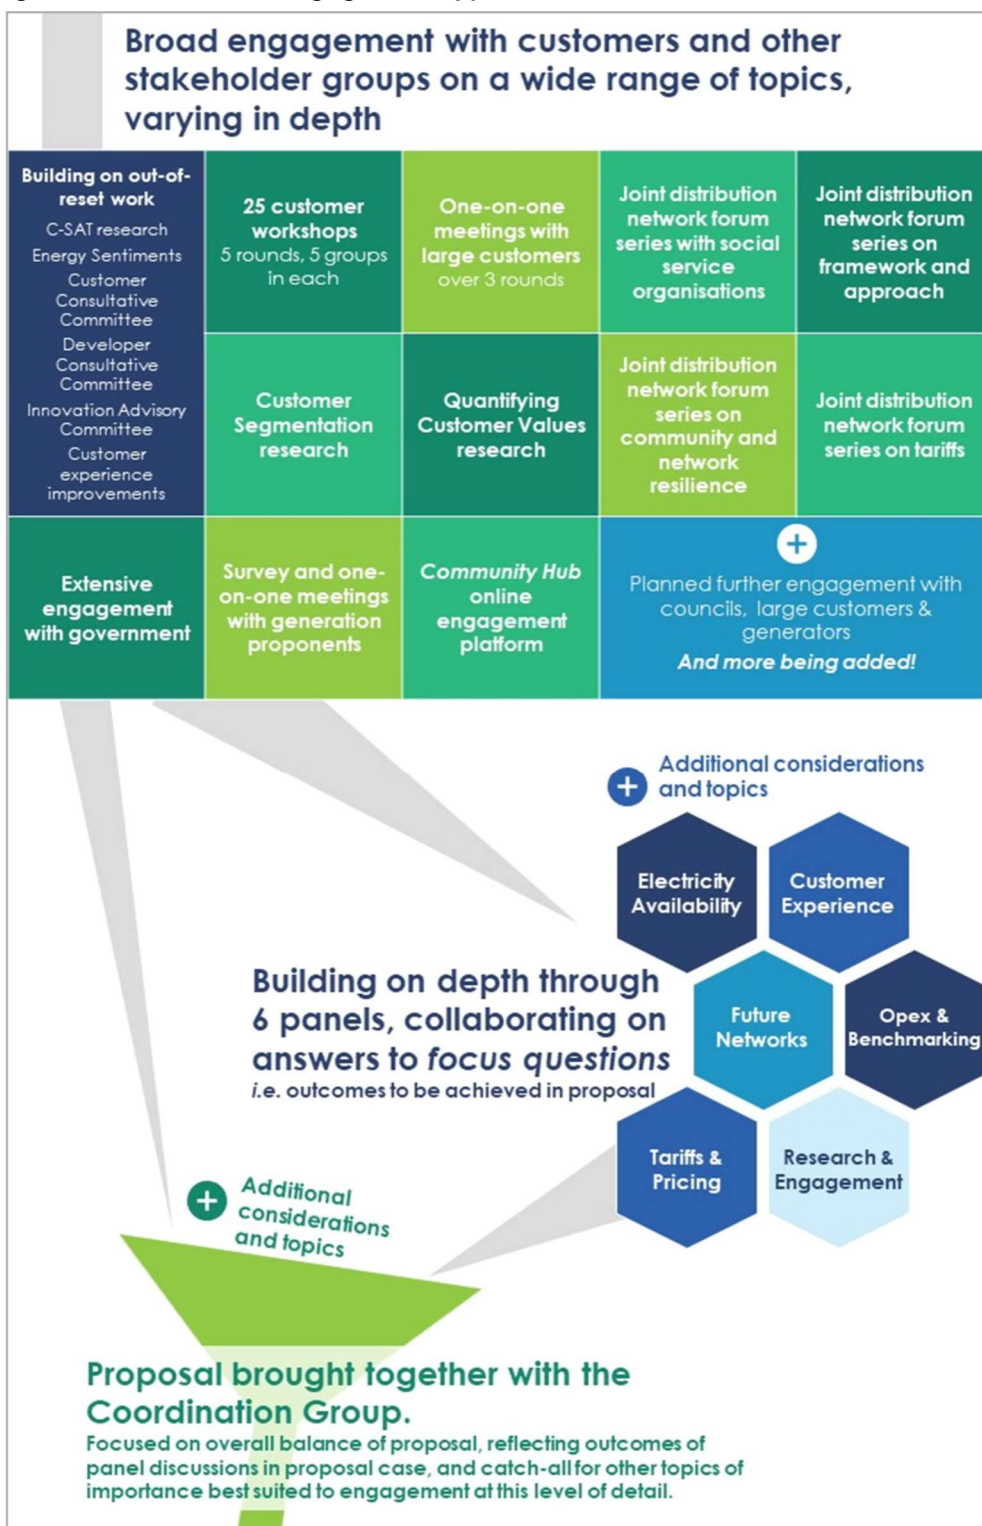 Broad engagement with customers and other
stakeholder groups on a wide range of topics,
varying in depth
Building on out-of-
reset work
C-SAT research
Energy Sentiments
Customer
Consultative
Committee
Developer
Consultative
Committee
Innovation Advisory
Committee
Customer
experience
improvements
25 customer
workshops
5 rounds, 5 groups
in each
One-on-one
meetings with
large customers
over 3 rounds
Joint distribution
network forum
series with social
service
organisations
Joint distribution
network forum
series on
framework and
approach
Customer
Segmentation
research
Quantifying
Customer Values
research
Joint distribution
network forum
series on
community and
network
resilience
Joint distribution
network forum
series on tariffs
Extensive
engagement
with government
Survey and one-
on-one meetings
with generation
proponents
Community Hub
online
engagement
platform
+
Planned further engagement with
councils, large customers &
generators
And more being added!
+
Additional considerations
and topics
Electricity
Availability
Customer
Experience
Future
Networks
Opex &
Benchmarking
Tariffs &
Pricing
Research &
Engagement
Building on depth through
6 panels, collaborating on
answers to focus questions
i.e. outcomes to be achieved in proposal
+
Additional
considerations
and topics
Proposal brought together with the
Coordination Group.
Focused on overall balance of proposal, reflecting outcomes of
panel discussions in proposal case, and catch-all for other topics of
importance best suited to engagement at this level of detail.